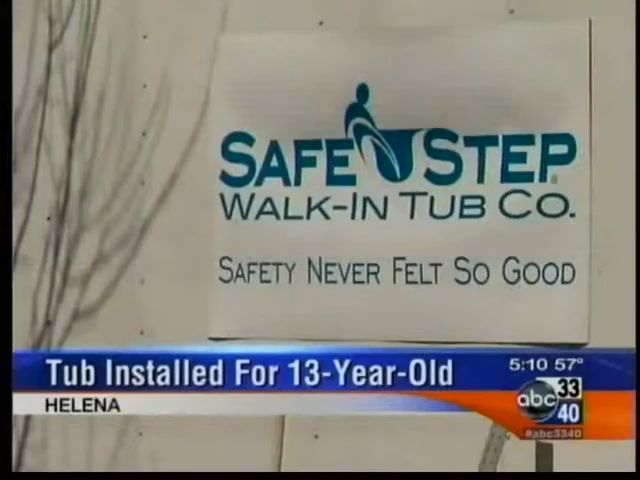 SAFE STEP®
WALK-IN TUB CO.
SAFETY NEVER FELT SO GOOD
Tub Installed For 13-Year-Old
HELENA
5:10 57°
abc 33
40
#abc3340